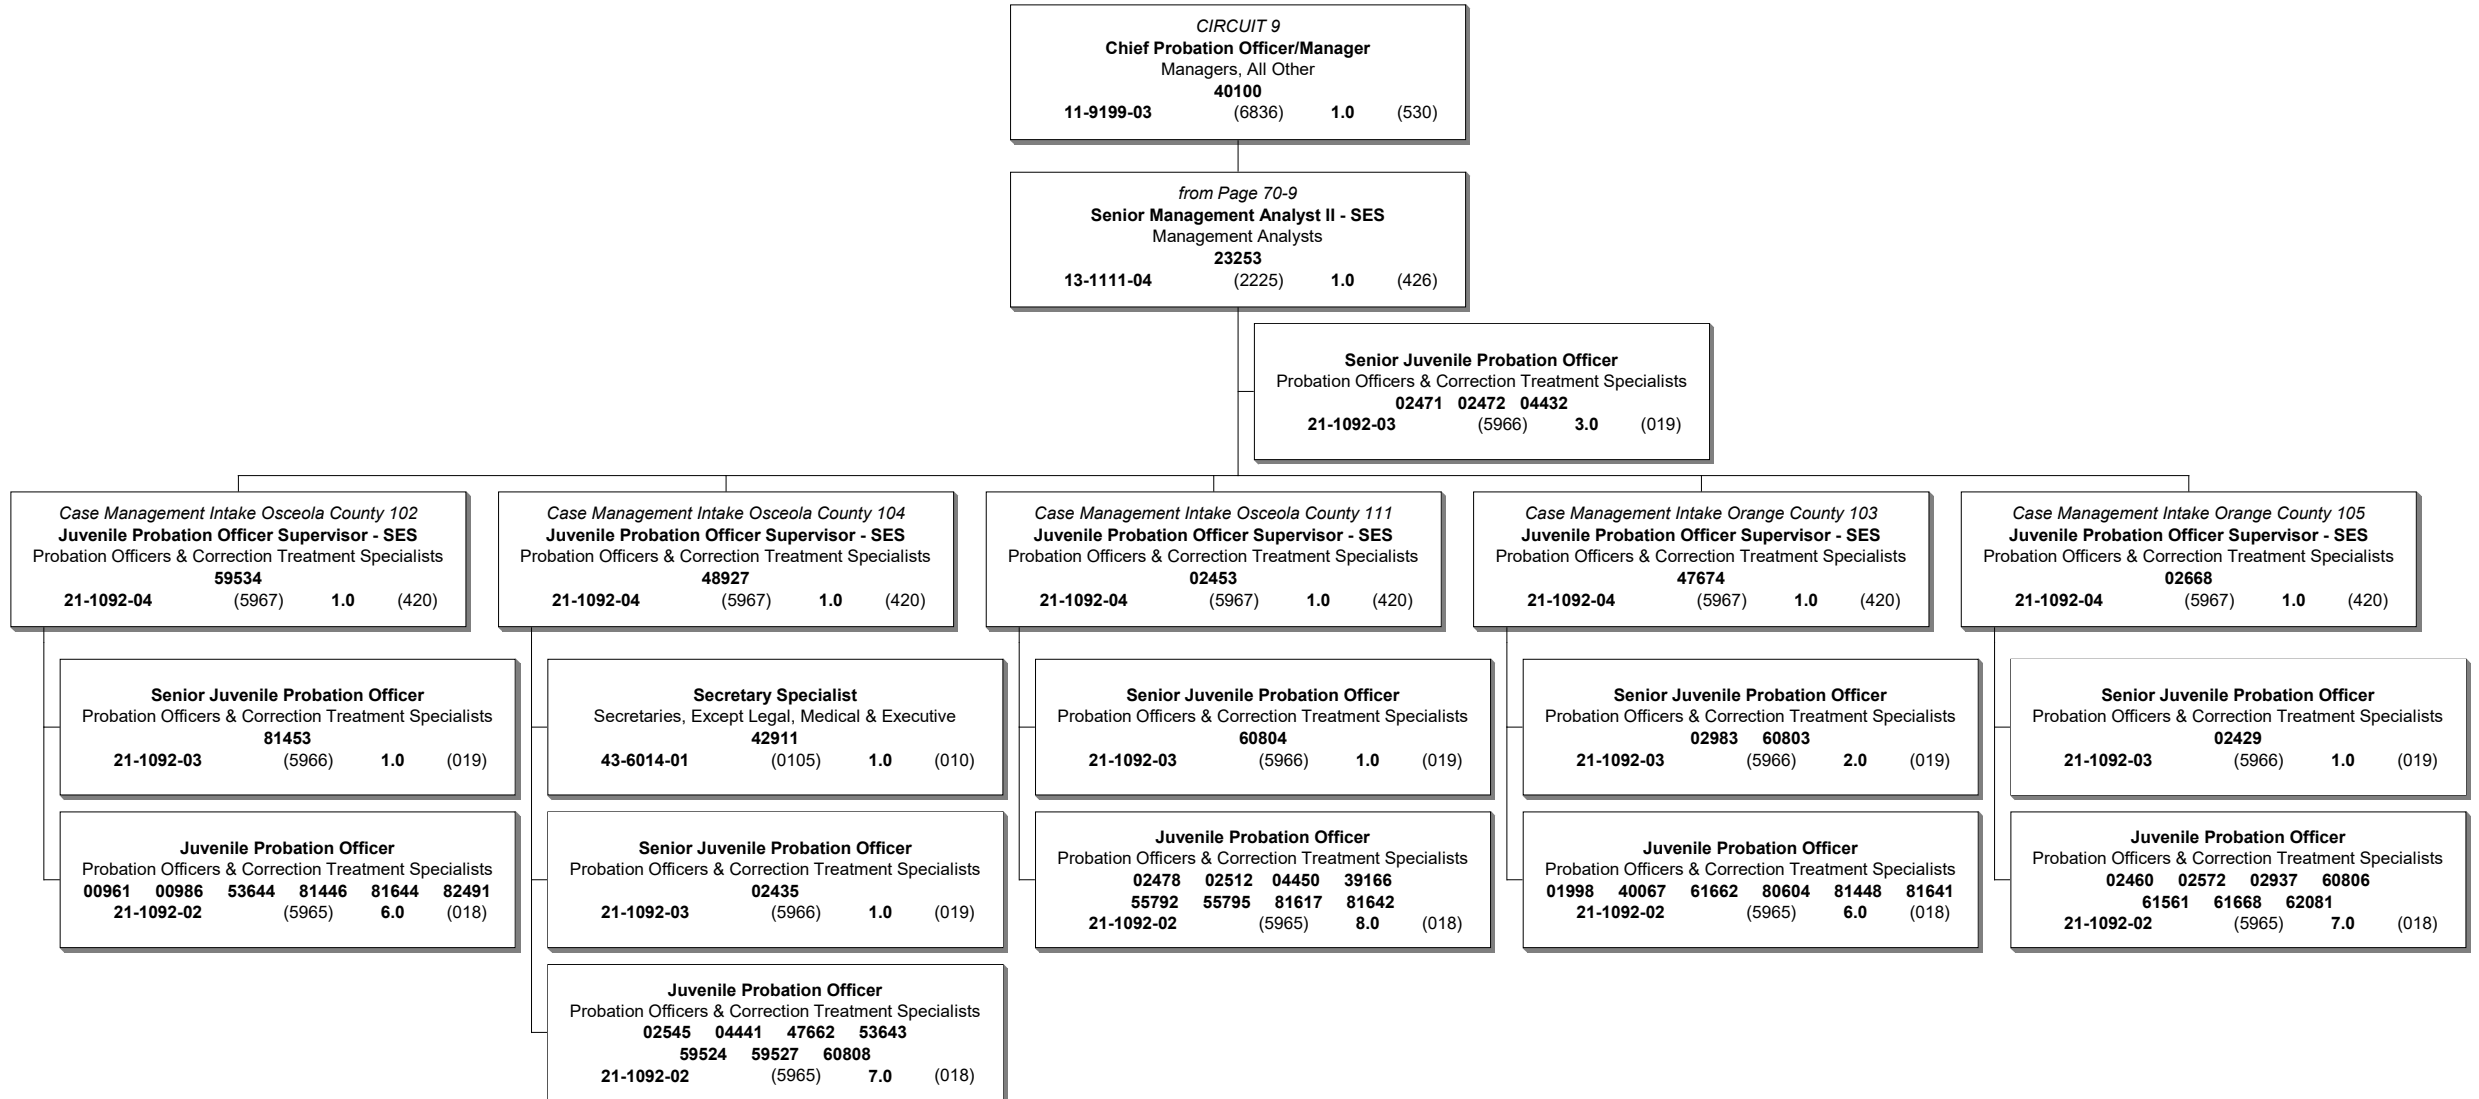 CIRCUIT 9
Chief Probation Officer/Manager
Managers, All Other
40100
11-9199-03 (6836) 1.0 (530)
from Page 70-9
Senior Management Analyst II - SES
Management Analysts
23253
13-1111-04 (2225) 1.0 (426)
Senior Juvenile Probation Officer
Probation Officers & Correction Treatment Specialists
02471 02472 04432
21-1092-03 (5966) 3.0 (019)
Case Management Intake Osceola County 102
Juvenile Probation Officer Supervisor - SES
Probation Officers & Correction Treatment Specialists
59534
21-1092-04 (5967) 1.0 (420)
Senior Juvenile Probation Officer
Probation Officers & Correction Treatment Specialists
81453
21-1092-03 (5966) 1.0 (019)
Juvenile Probation Officer
Probation Officers & Correction Treatment Specialists
00961 00986 53644 81446 81644 82491
21-1092-02 (5965) 6.0 (018)
Case Management Intake Osceola County 104
Juvenile Probation Officer Supervisor - SES
Probation Officers & Correction Treatment Specialists
48927
21-1092-04 (5967) 1.0 (420)
Secretary Specialist
Secretaries, Except Legal, Medical & Executive
42911
43-6014-01 (0105) 1.0 (010)
Senior Juvenile Probation Officer
Probation Officers & Correction Treatment Specialists
02435
21-1092-03 (5966) 1.0 (019)
Juvenile Probation Officer
Probation Officers & Correction Treatment Specialists
02545 04441 47662 53643
59524 59527 60808
21-1092-02 (5965) 7.0 (018)
Case Management Intake Osceola County 111
Juvenile Probation Officer Supervisor - SES
Probation Officers & Correction Treatment Specialists
02453
21-1092-04 (5967) 1.0 (420)
Senior Juvenile Probation Officer
Probation Officers & Correction Treatment Specialists
60804
21-1092-03 (5966) 1.0 (019)
Juvenile Probation Officer
Probation Officers & Correction Treatment Specialists
02478 02512 04450 39166
55792 55795 81617 81642
21-1092-02 (5965) 8.0 (018)
Case Management Intake Orange County 103
Juvenile Probation Officer Supervisor - SES
Probation Officers & Correction Treatment Specialists
47674
21-1092-04 (5967) 1.0 (420)
Senior Juvenile Probation Officer
Probation Officers & Correction Treatment Specialists
02983 60803
21-1092-03 (5966) 2.0 (019)
Juvenile Probation Officer
Probation Officers & Correction Treatment Specialists
01998 40067 61662 80604 81448 81641
21-1092-02 (5965) 6.0 (018)
Case Management Intake Orange County 105
Juvenile Probation Officer Supervisor - SES
Probation Officers & Correction Treatment Specialists
02668
21-1092-04 (5967) 1.0 (420)
Senior Juvenile Probation Officer
Probation Officers & Correction Treatment Specialists
02429
21-1092-03 (5966) 1.0 (019)
Juvenile Probation Officer
Probation Officers & Correction Treatment Specialists
02460 02572 02937 60806
61561 61668 62081
21-1092-02 (5965) 7.0 (018)